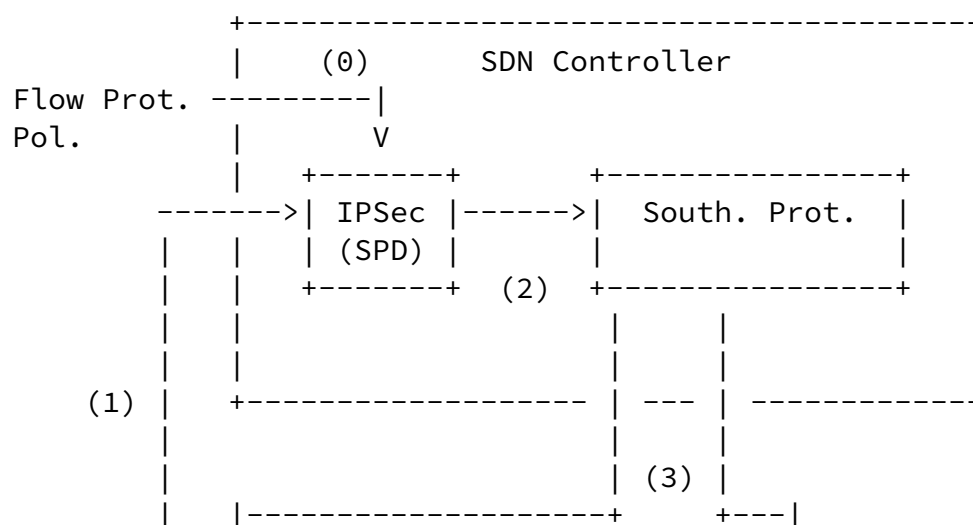 (0) SDN Controller
Flow Prot.
Pol. V
IPSec South. Prot.
(SPD)
(2)
(1)
(3)